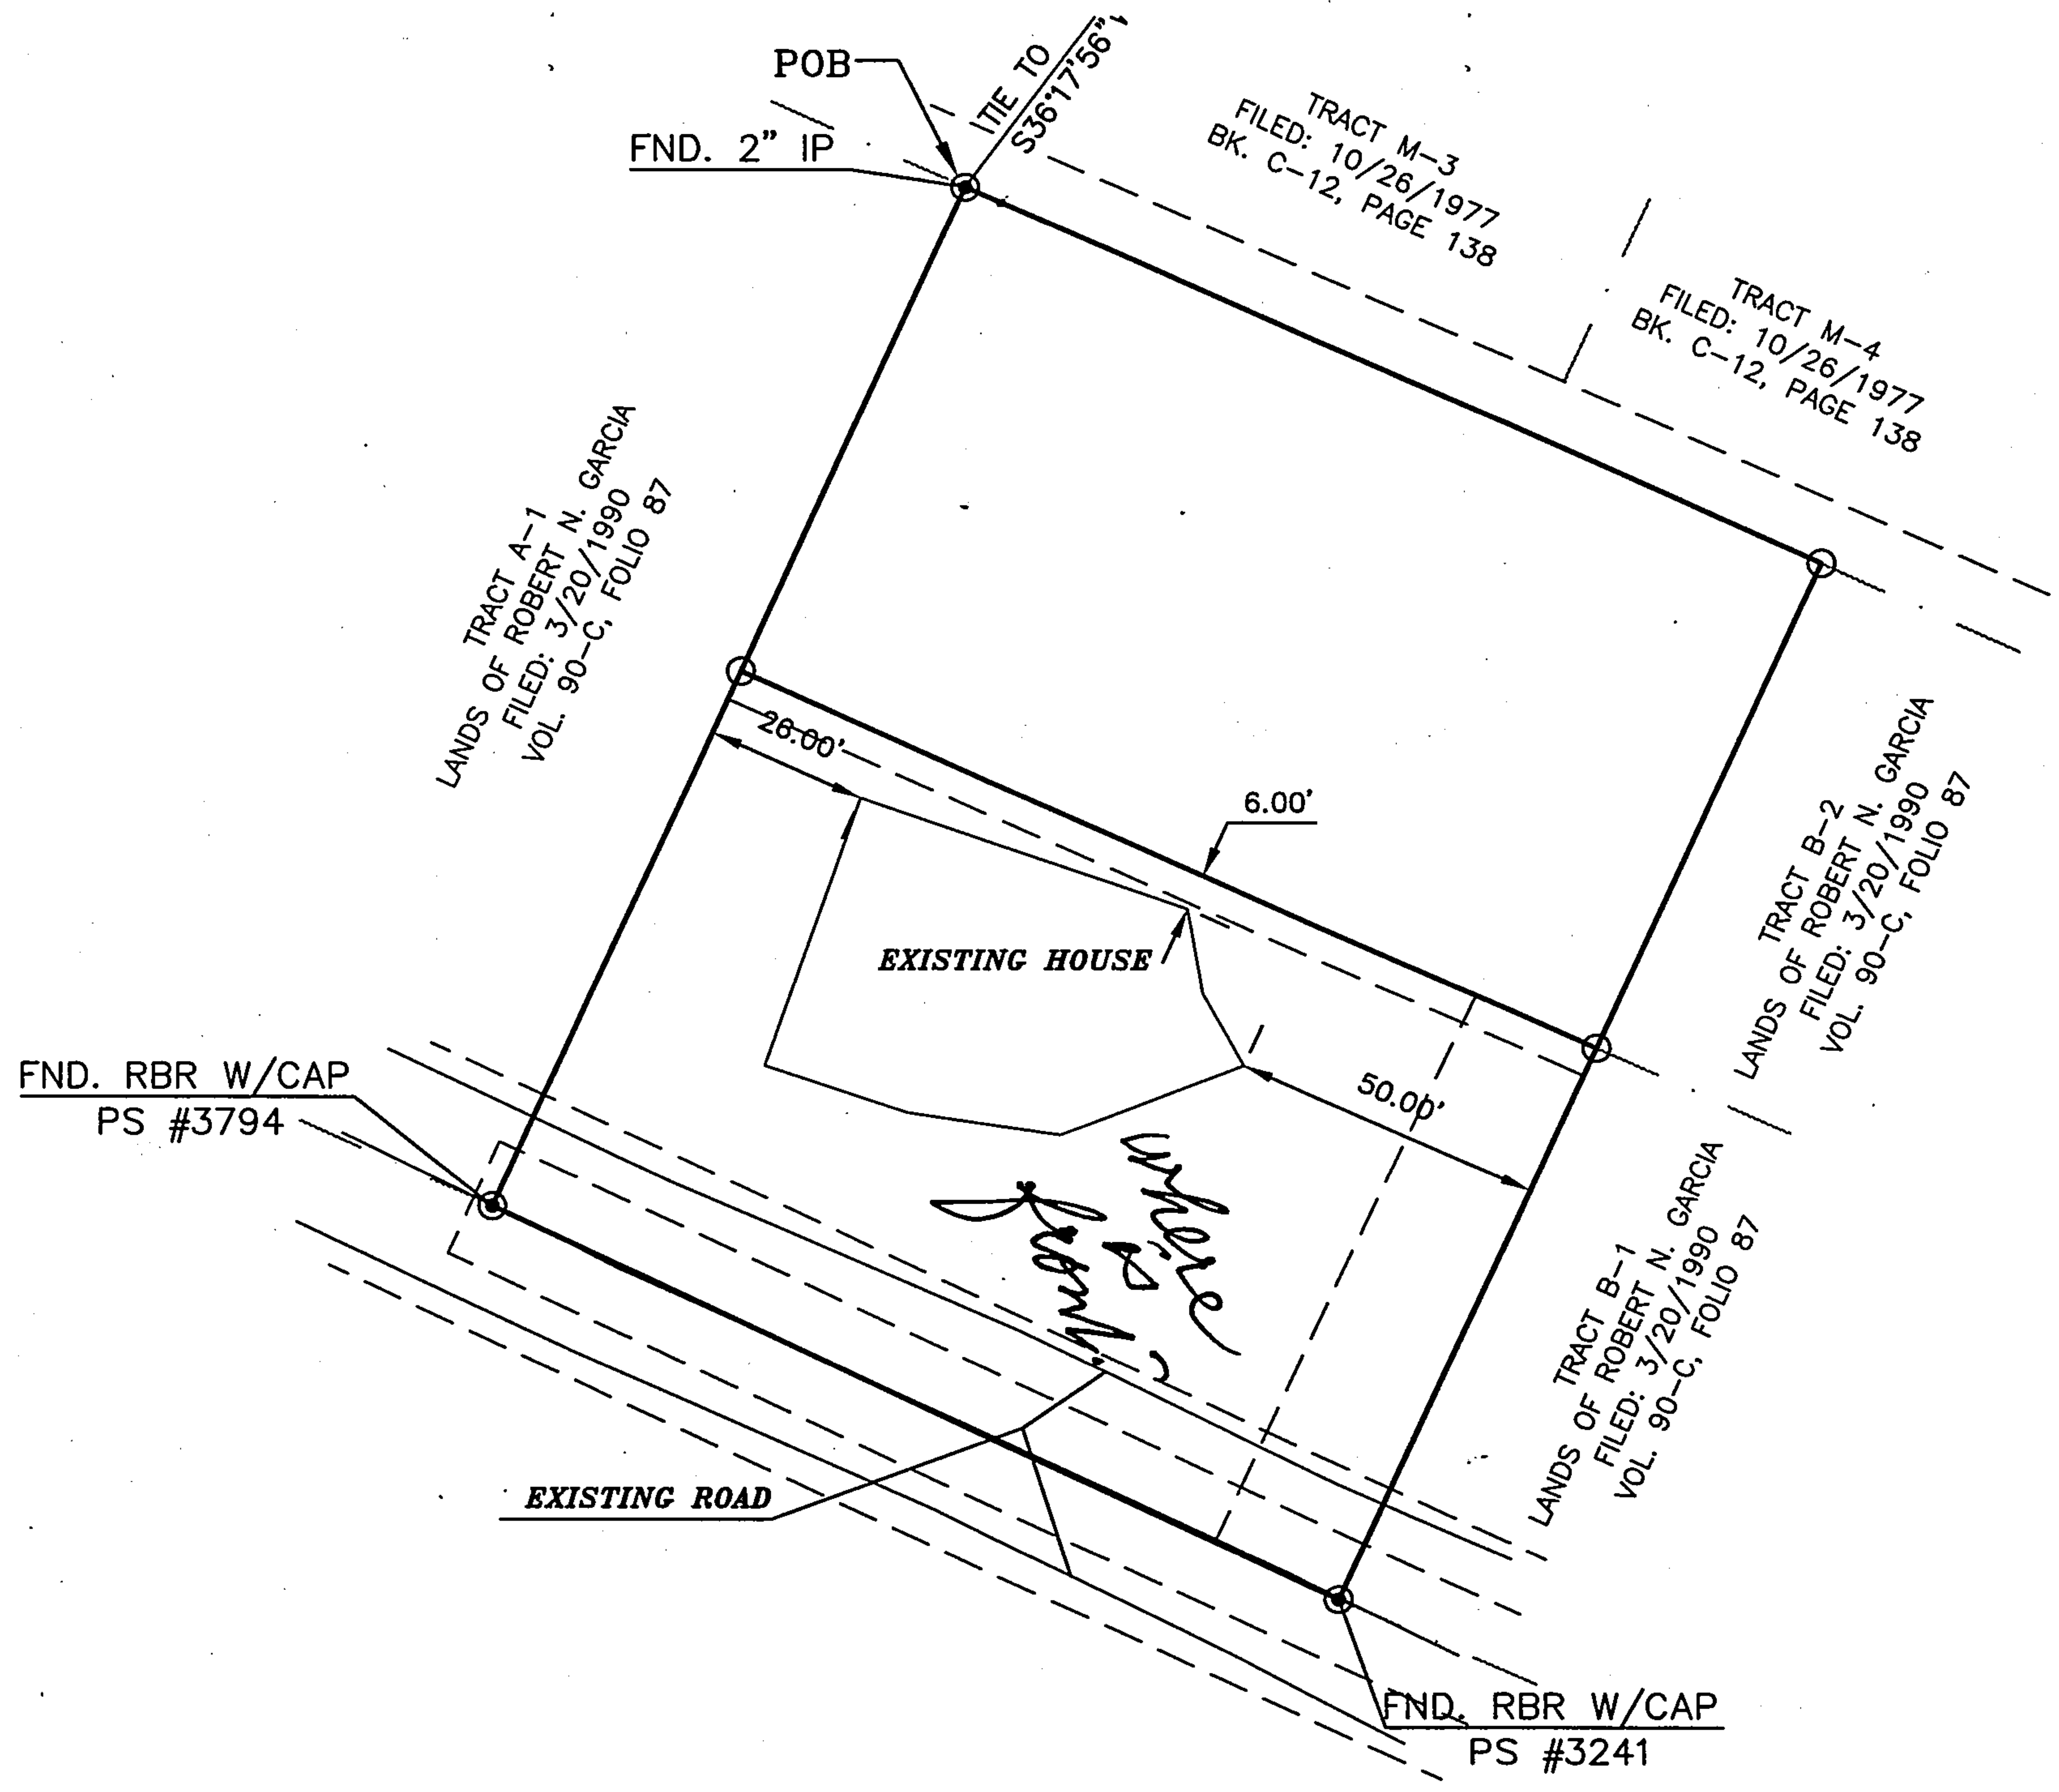 POB
TIE TO
S36°17'56"
FND. 2" IP
TRACT M-3
FILED: 10/26/1977
BK. C-12, PAGE 138
TRACT M-4
FILED: 10/26/1977
BK. C-12, PAGE 138
TRACT A-1
LANDS OF ROBERT N. GARCIA
FILED: 3/20/1990
VOL. 90-C, FOLIO 87
26.00'
6.00'
EXISTING HOUSE
TRACT B-2
LANDS OF ROBERT N. GARCIA
FILED: 3/20/1990
VOL. 90-C, FOLIO 87
FND. RBR W/CAP
PS #3794
50.00'
where
is
TRACT B-1
LANDS OF ROBERT N. GARCIA
FILED: 3/20/1990
VOL. 90-C, FOLIO 87
EXISTING ROAD
FND. RBR W/CAP
PS #3241